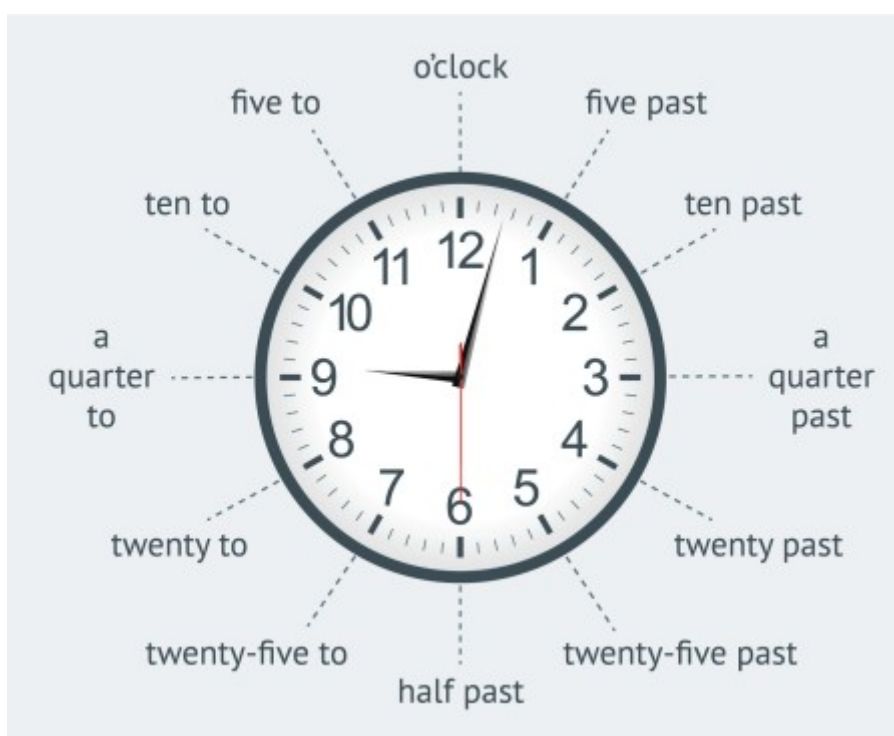 o'clock
five to
five past
ten to
ten past
12
11
1
10
2
a
quarter
to
9
3
a
quarter
past
8
4
7
5
6
twenty to
twenty past
twenty-five to
twenty-five past
half past